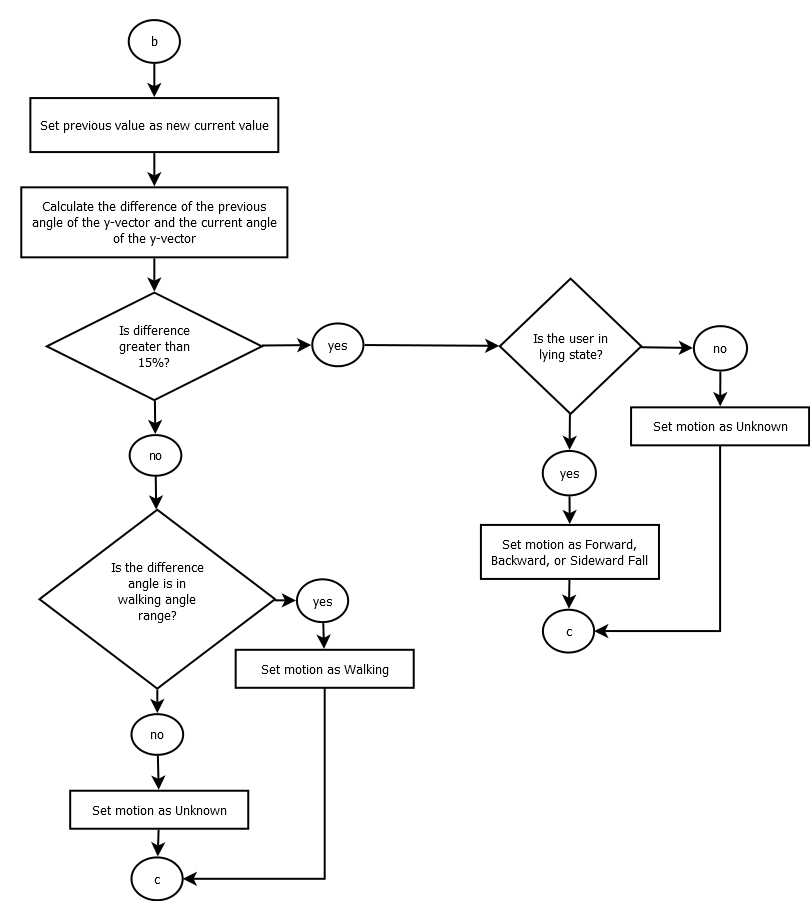 b
Set previous value as new current value
Calculate the difference of the previous
angle of the y-vector and the current angle
of the y-vector
Is difference
greater than
15%?
yes
Is the user in
lying state?
no
Set motion as Unknown
yes
Set motion as Forward,
Backward, or Sideward Fall
c
no
Is the difference
angle is in
walking angle
range?
yes
Set motion as Walking
no
Set motion as Unknown
c